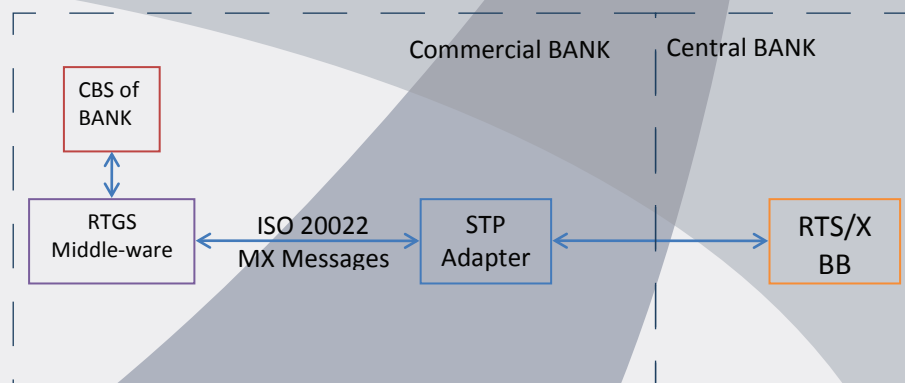 Commercial BANK
Central BANK
CBS of
BANK
RTGS
Middle-ware
ISO 20022
MX Messages
STP
Adapter
RTS/X
BB